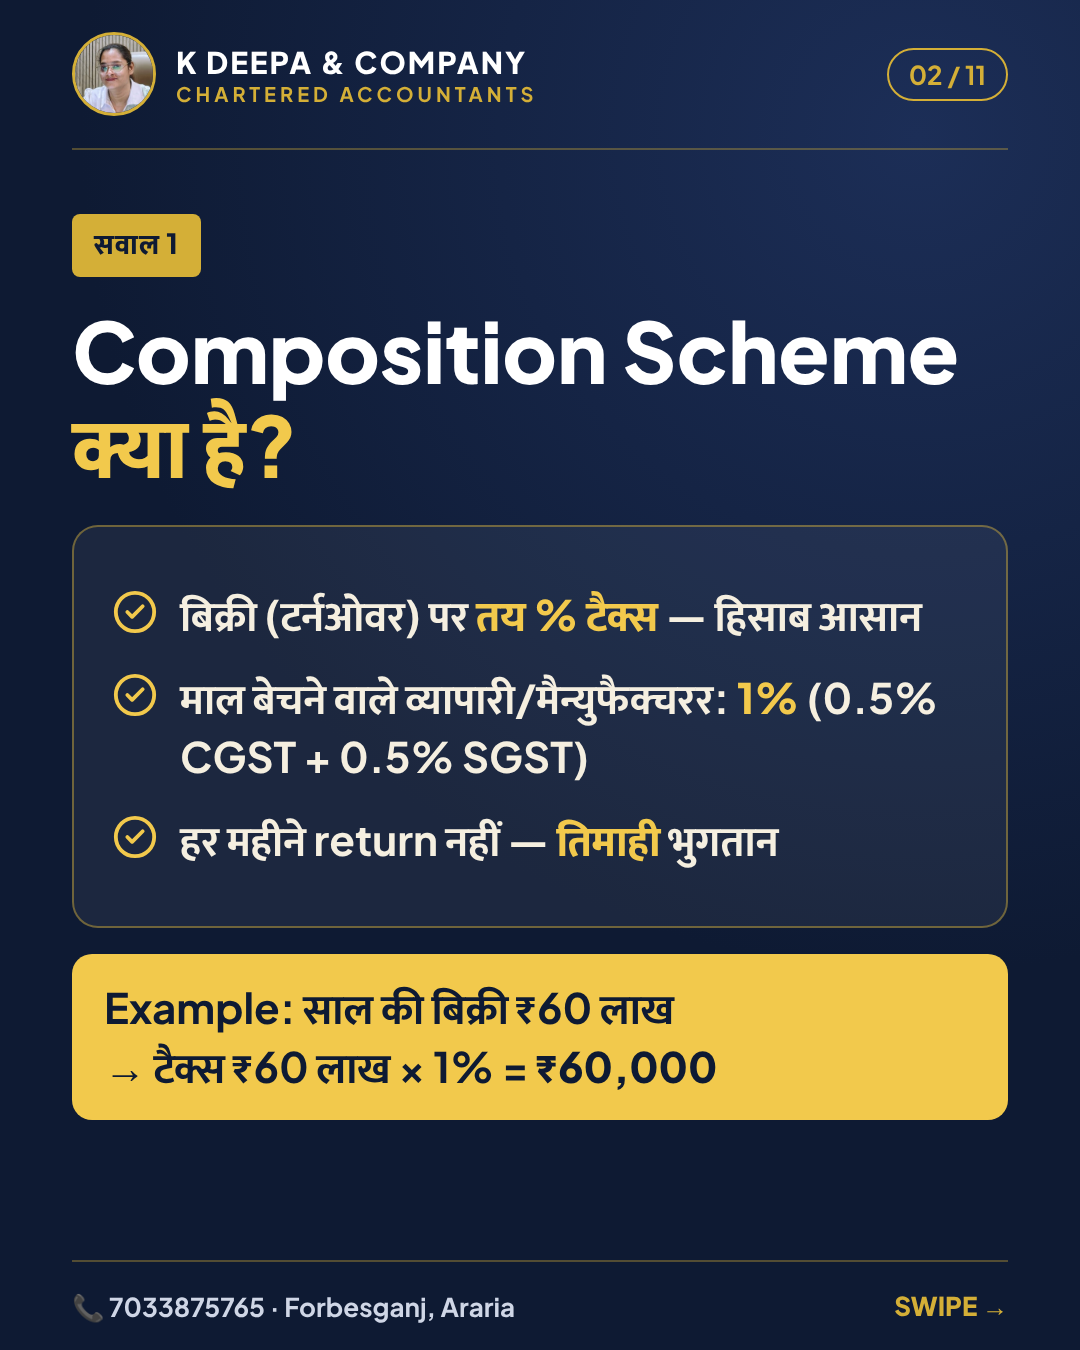 K DEEPA & COMPANY
CHARTERED ACCOUNTANTS
02 / 11
सवाल 1
Composition Scheme
क्या है?
बिक्री (टर्नओवर) पर तय % टैक्स — हिसाब आसान
माल बेचने वाले व्यापारी/मैन्युफैक्चरर: 1% (0.5%
CGST + 0.5% SGST)
हर महीने return नहीं — तिमाही भुगतान
Example: साल की बिक्री ₹60 लाख
→ टैक्स ₹60 लाख × 1% = ₹60,000
7033875765 · Forbesganj, Araria
SWIPE →